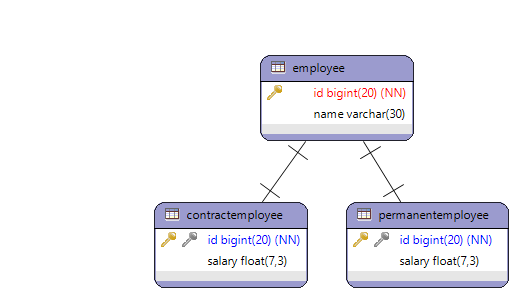 employee
id bigint(20) (NN)
name varchar(30)
contractemployee
id bigint(20) (NN)
salary float(7,3)
permanentemployee
id bigint(20) (NN)
salary float(7,3)